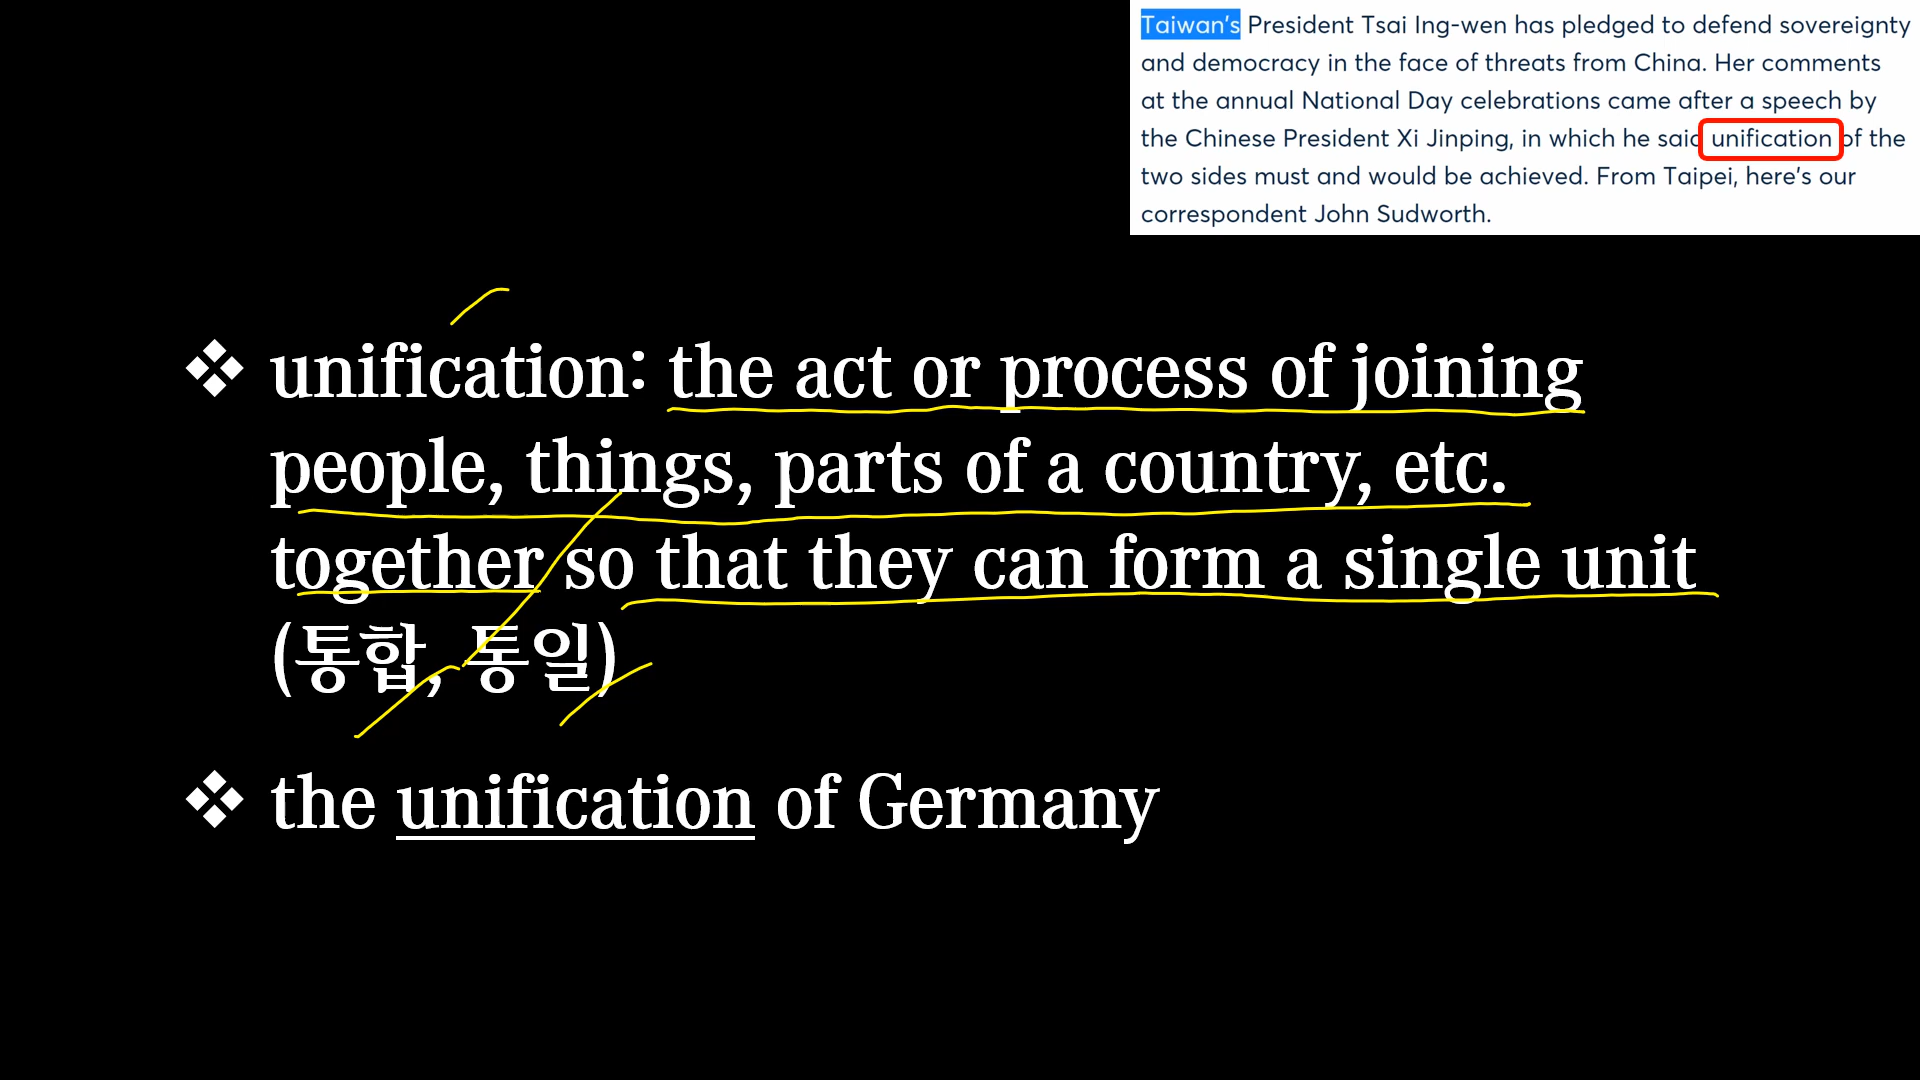 Taiwan's President Tsai Ing-wen has pledged to defend sovereignty
and democracy in the face of threats from China. Her comments
at the annual National Day celebrations came after a speech by
the Chinese President Xi Jinping, in which he said unification of the
two sides must and would be achieved. From Taipei, here's our
correspondent John Sudworth.
❖ unification: the act or process of joining
people, things, parts of a country, etc.
together so that they can form a single unit
(통합, 통일)
❖ the unification of Germany